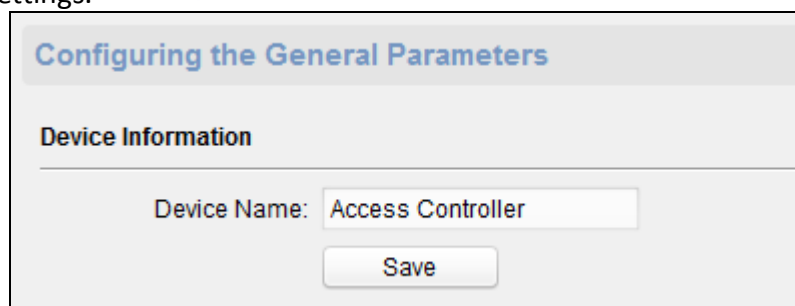 Configuring the General Parameters
Device Information
Device Name: Access Controller
Save